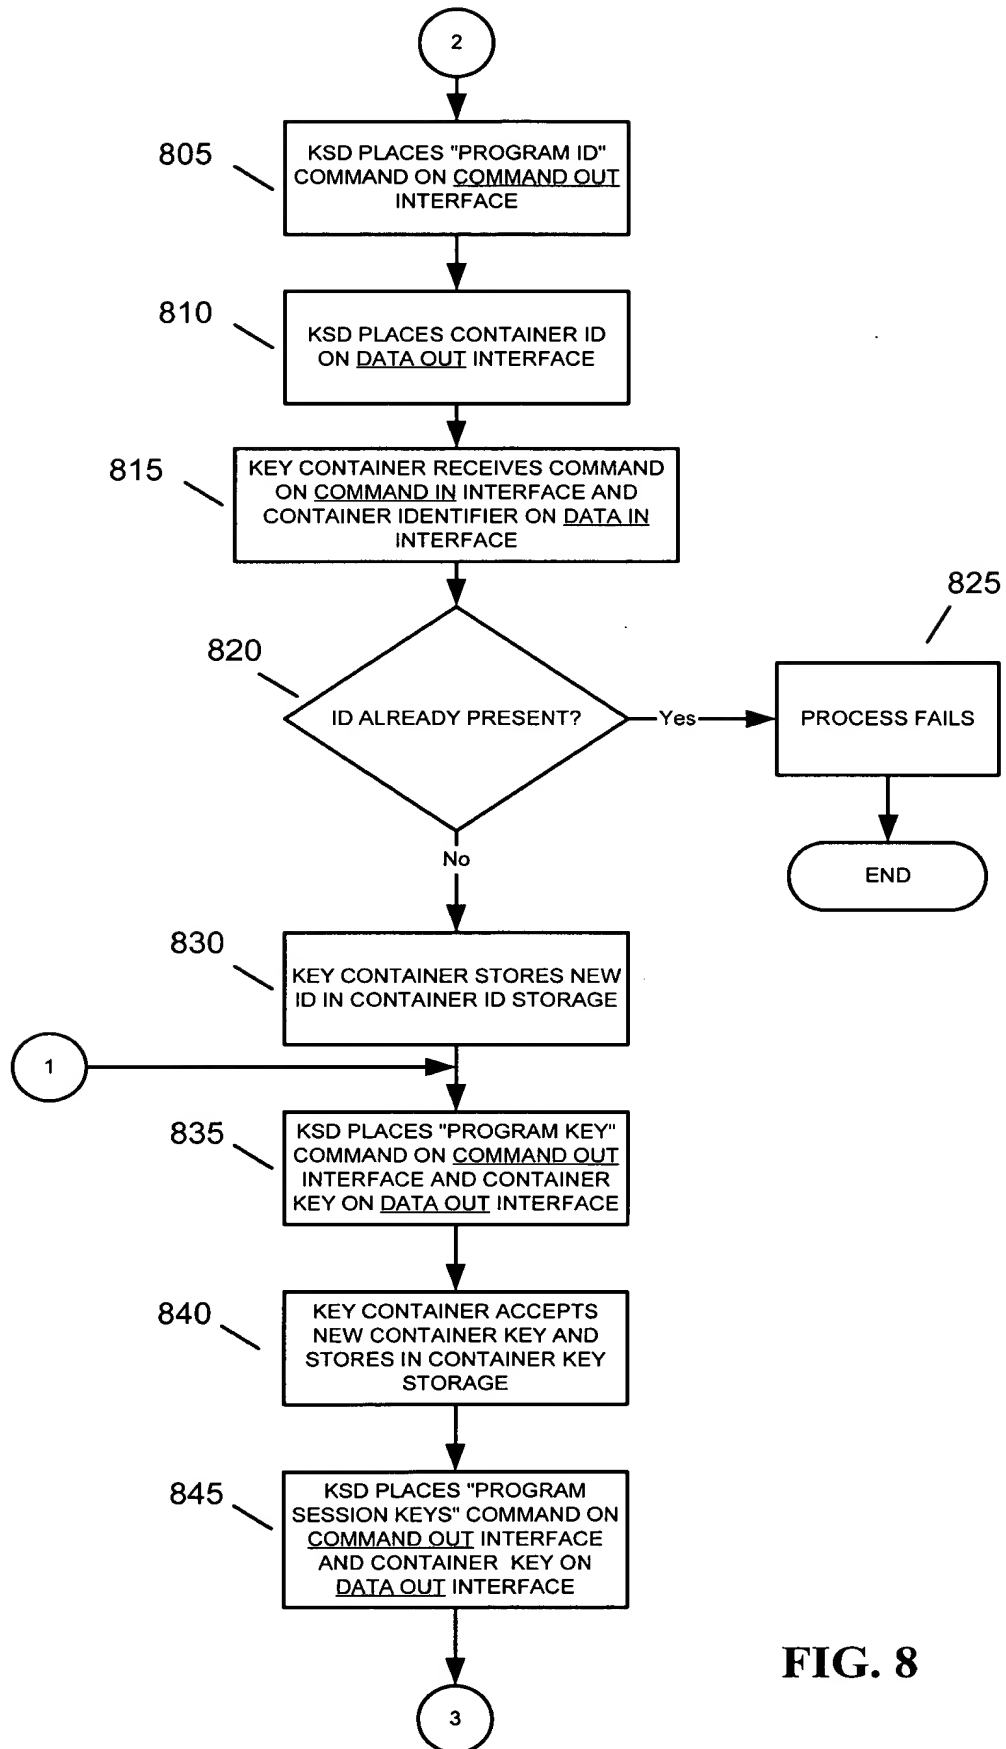 2
805
KSD PLACES "PROGRAM ID"
COMMAND ON COMMAND OUT
INTERFACE
810
KSD PLACES CONTAINER ID
ON DATA OUT INTERFACE
815
KEY CONTAINER RECEIVES COMMAND
ON COMMAND IN INTERFACE AND
CONTAINER IDENTIFIER ON DATA IN
INTERFACE
820
ID ALREADY PRESENT?
Yes
825
PROCESS FAILS
END
No
830
KEY CONTAINER STORES NEW
ID IN CONTAINER ID STORAGE
1
835
KSD PLACES "PROGRAM KEY"
COMMAND ON COMMAND OUT
INTERFACE AND CONTAINER
KEY ON DATA OUT INTERFACE
840
KEY CONTAINER ACCEPTS
NEW CONTAINER KEY AND
STORES IN CONTAINER KEY
STORAGE
845
KSD PLACES "PROGRAM
SESSION KEYS" COMMAND ON
COMMAND OUT INTERFACE
AND CONTAINER KEY ON
DATA OUT INTERFACE
3
FIG. 8